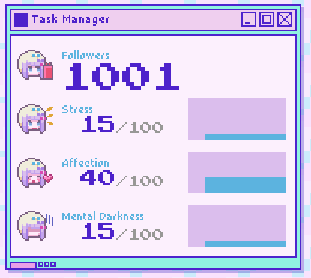 Task Manager
Followers
1001
Stress
15/100
Affection
40/100
Mental Darkness
15/100